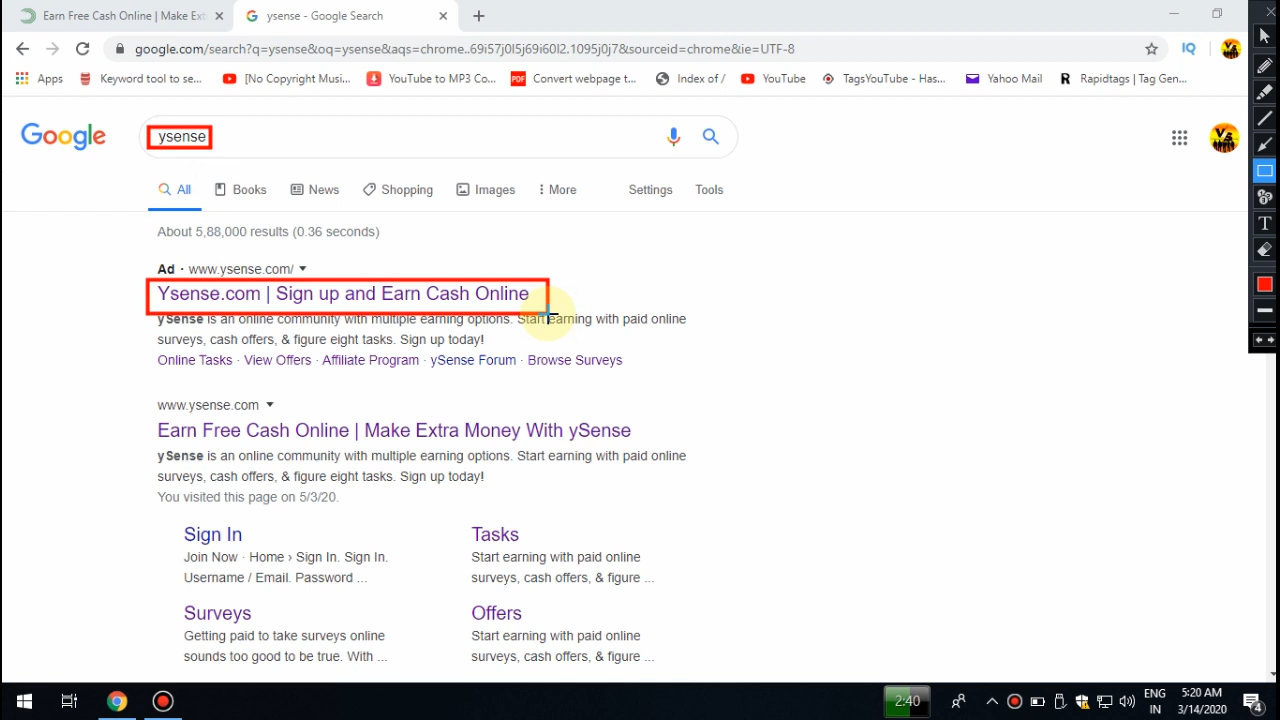 Earn Free Cash Online | Make Ext
ysense - Google Search
google.com/search?q=ysense&oq=ysense&aqs=chrome..69i57j0l5j69i60l2.1095j0j7&sourceid=chrome&ie=UTF-8
IQ
Apps
Keyword tool to se...
[No Copyright Musi...
YouTube to MP3 Co...
PDF
Convert webpage t...
Index of /
YouTube
TagsYouTube - Has...
Yahoo Mail
R
Rapidtags | Tag Gen...
Google
ysense
VS
All
Books
News
Shopping
Images
More
Settings
Tools
About 5,88,000 results (0.36 seconds)
Ad · www.ysense.com/
Ysense.com | Sign up and Earn Cash Online
ySense is an online community with multiple earning options. Start earning with paid online
surveys, cash offers, & figure eight tasks. Sign up today!
Online Tasks · View Offers · Affiliate Program · ySense Forum · Browse Surveys
www.ysense.com
Earn Free Cash Online | Make Extra Money With ySense
ySense is an online community with multiple earning options. Start earning with paid online
surveys, cash offers, & figure eight tasks. Sign up today!
You visited this page on 5/3/20.
Sign In
Join Now · Home › Sign In. Sign In.
Username / Email. Password ...
Tasks
Start earning with paid online
surveys, cash offers, & figure ...
Surveys
Getting paid to take surveys online
sounds too good to be true. With ...
Offers
Start earning with paid online
surveys, cash offers, & figure ...
T
2:40
ENG
IN
5:20 AM
3/14/2020
4